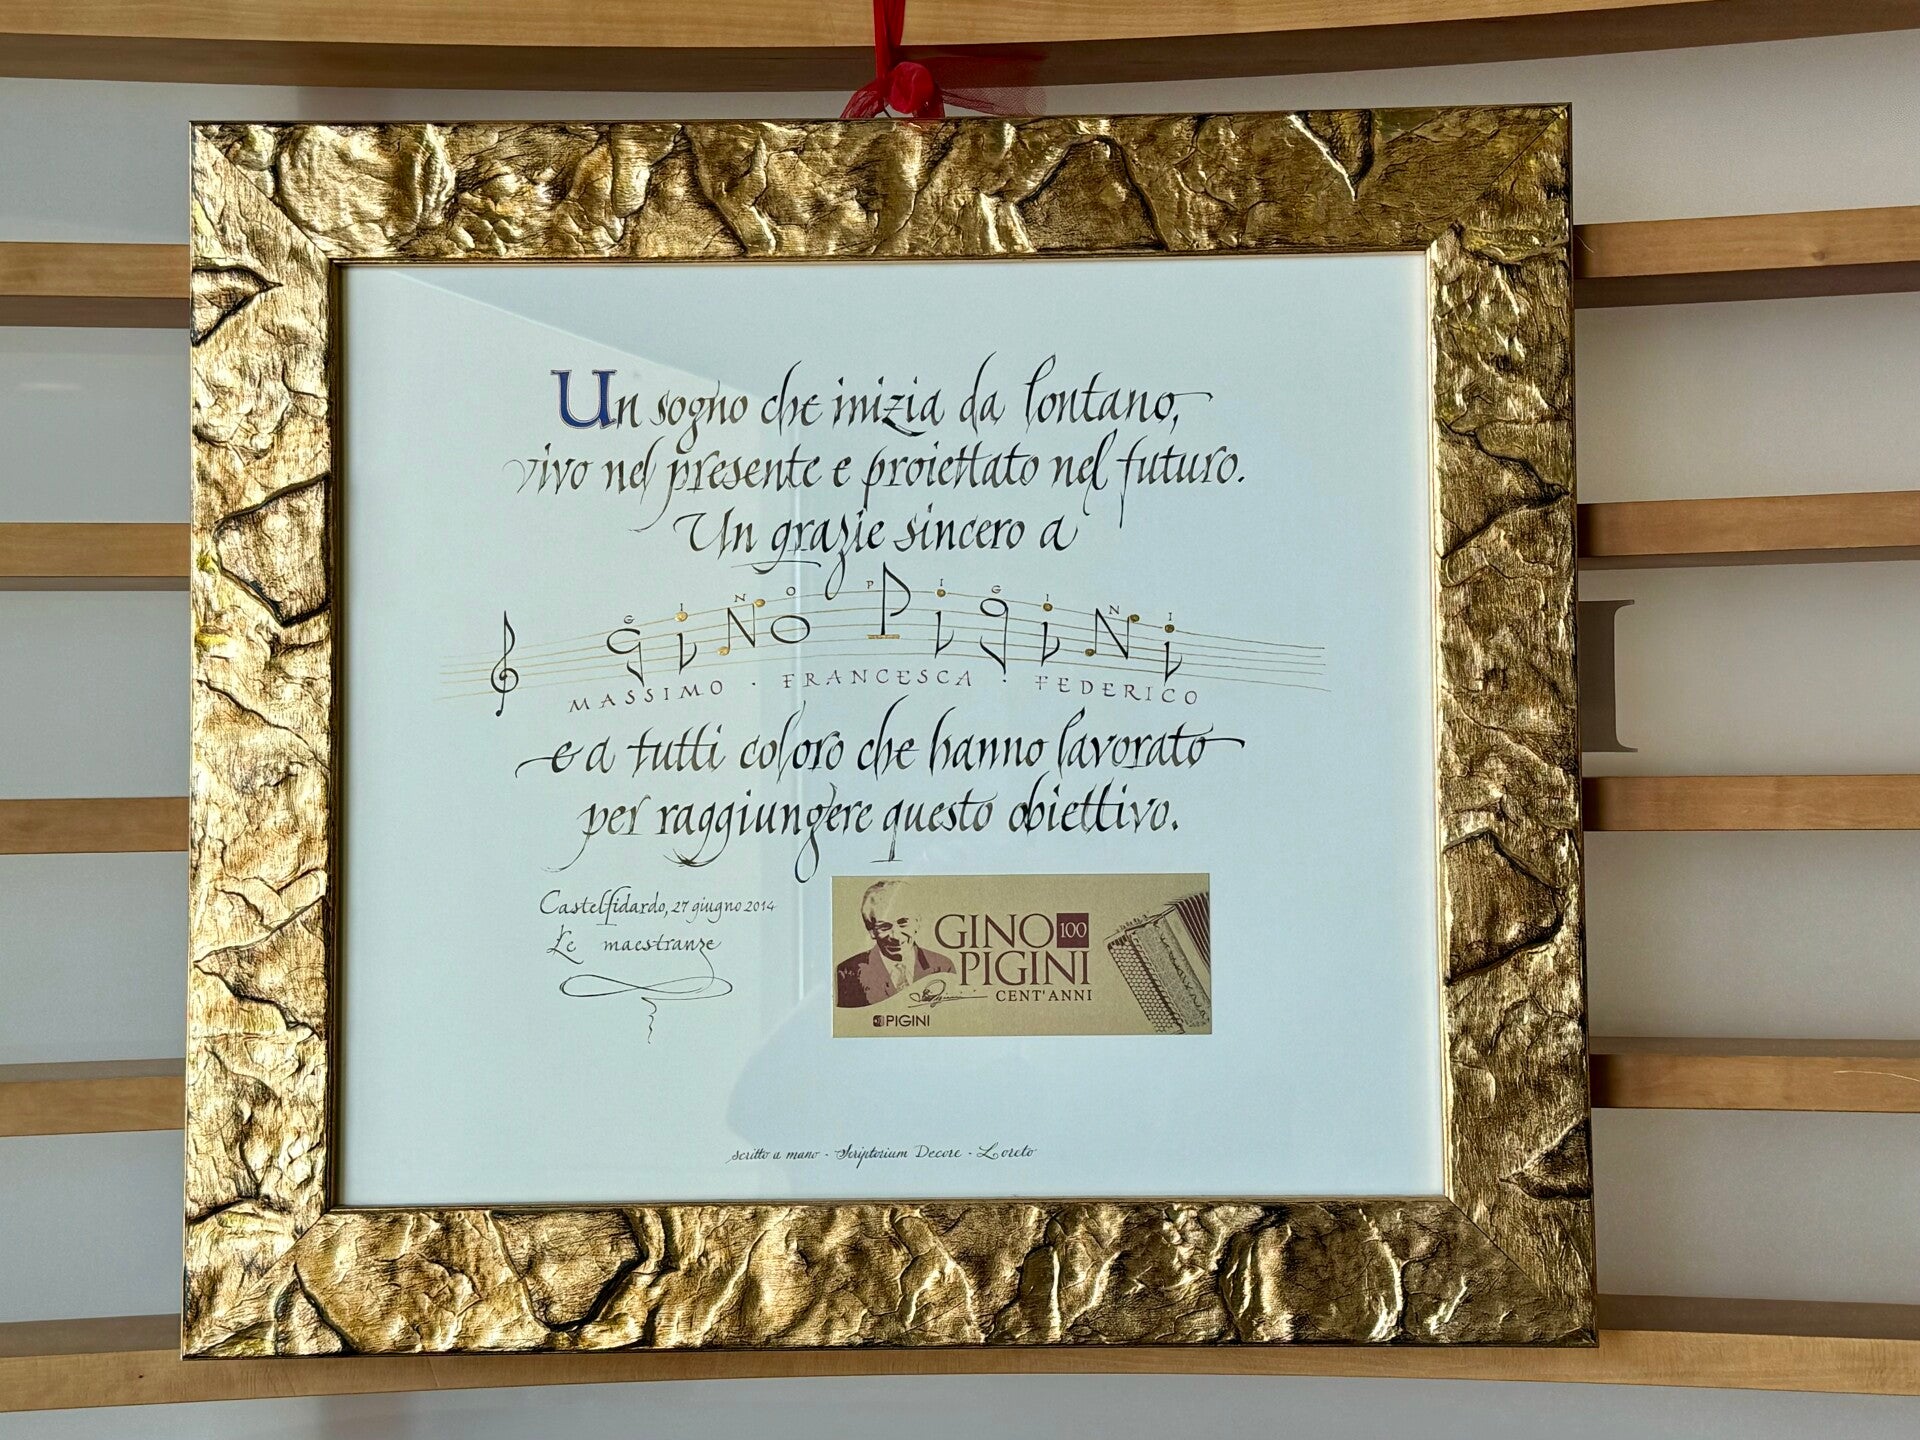 Un sogno che inizia da lontano,
vivo nel presente e proiettato nel futuro.
Un grazie sincero a
G I N O P I G I N I
GiNO PiGiNi
MASSIMO · FRANCESCA · FEDERICO
e a tutti coloro che hanno lavorato
per raggiungere questo obiettivo.
Castelfidardo, 27 giugno 2014
Le maestranze
GINO 100
PIGINI
CENT'ANNI
PIGINI
scritto a mano - Scriptorium Decore - Loreto
I